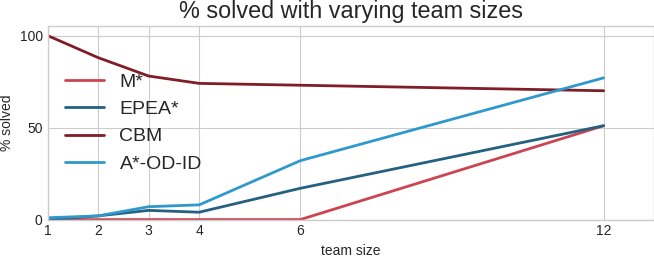 % solved with varying team sizes
100
50
0
% solved
M*
EPEA*
CBM
A*-OD-ID
1 2 3 4 6 12
team size